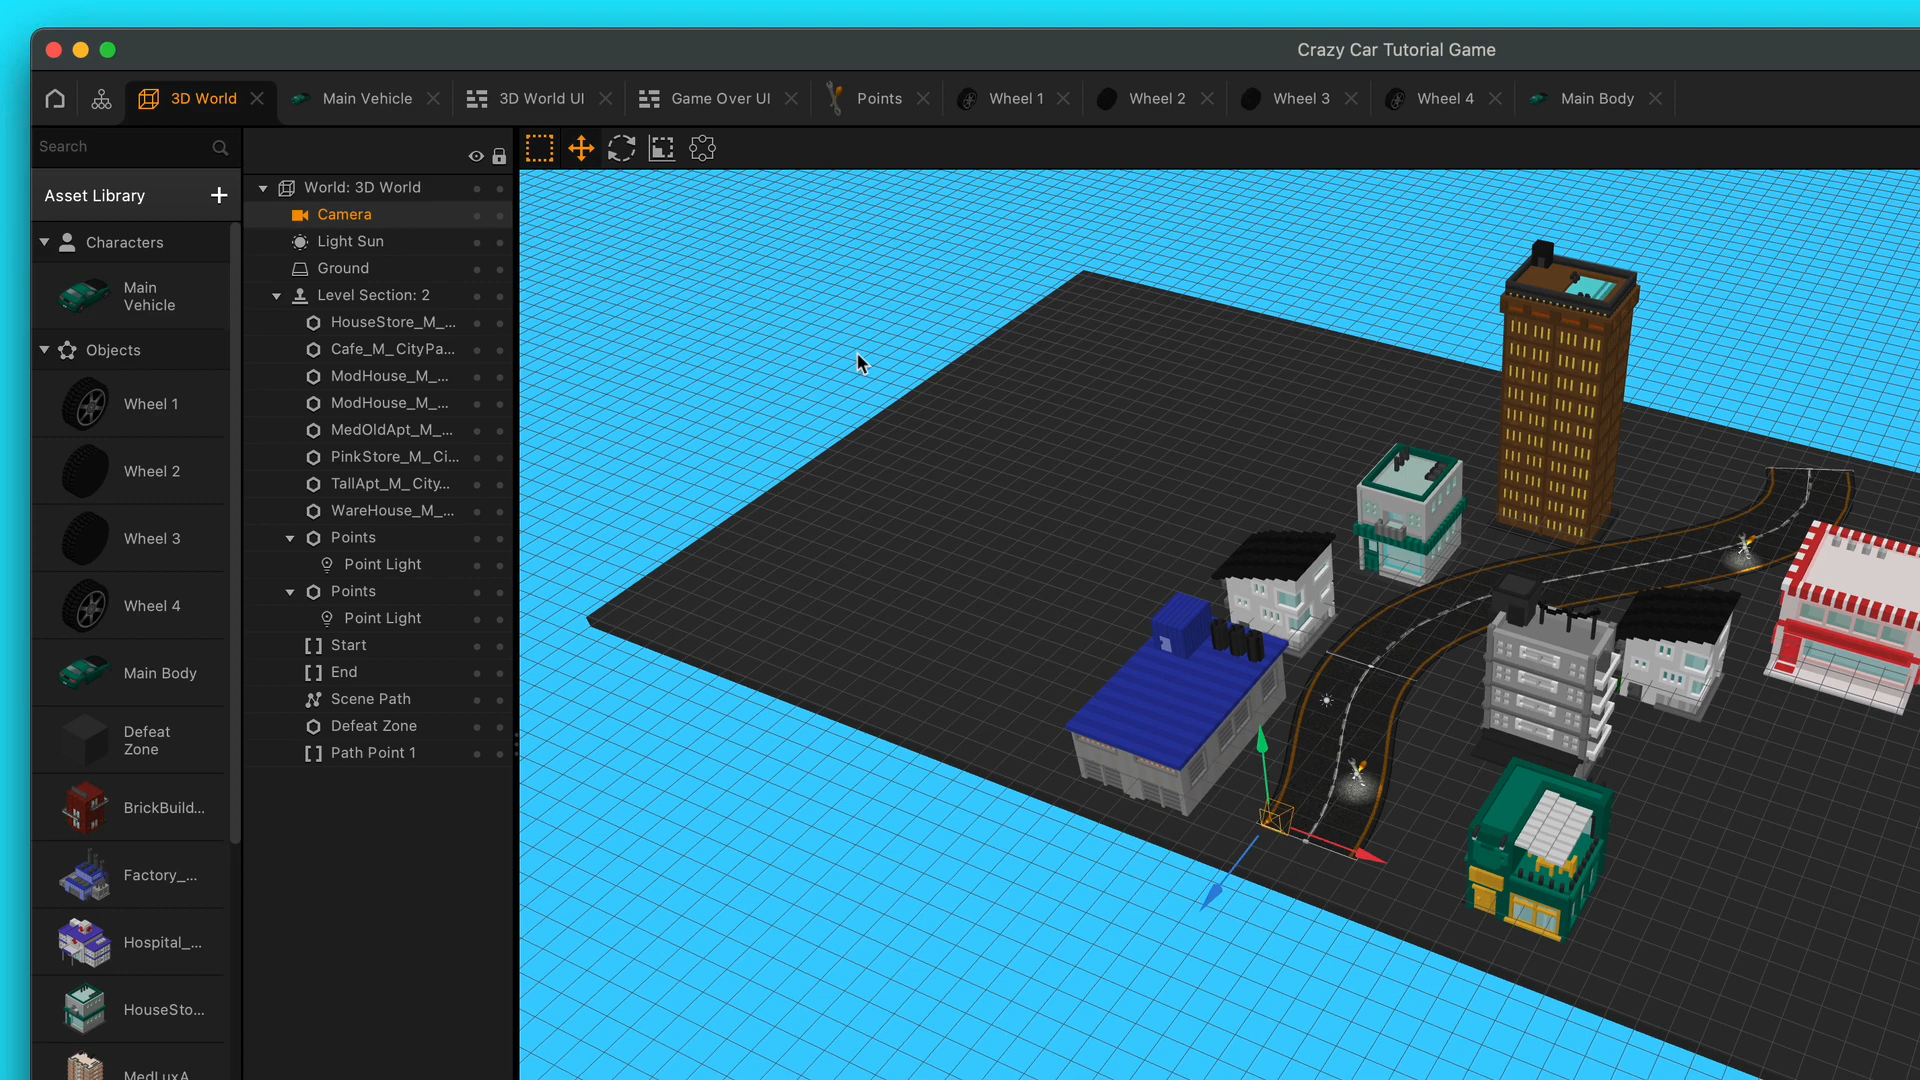 Crazy Car Tutorial Game
3D World
Main Vehicle
3D World UI
Game Over UI
Points
Wheel 1
Wheel 2
Wheel 3
Wheel 4
Main Body
Search
Asset Library
Characters
Main
Vehicle
Objects
Wheel 1
Wheel 2
Wheel 3
Wheel 4
Main Body
Defeat
Zone
BrickBuild...
Factory_...
Hospital_...
HouseSto...
MedLuxA
World: 3D World
Camera
Light Sun
Ground
Level Section: 2
HouseStore_M_...
Cafe_M_CityPa...
ModHouse_M_...
ModHouse_M_...
MedOldApt_M_...
PinkStore_M_Ci...
TallApt_M_City...
WareHouse_M_...
Points
Point Light
Points
Point Light
Start
End
Scene Path
Defeat Zone
Path Point 1